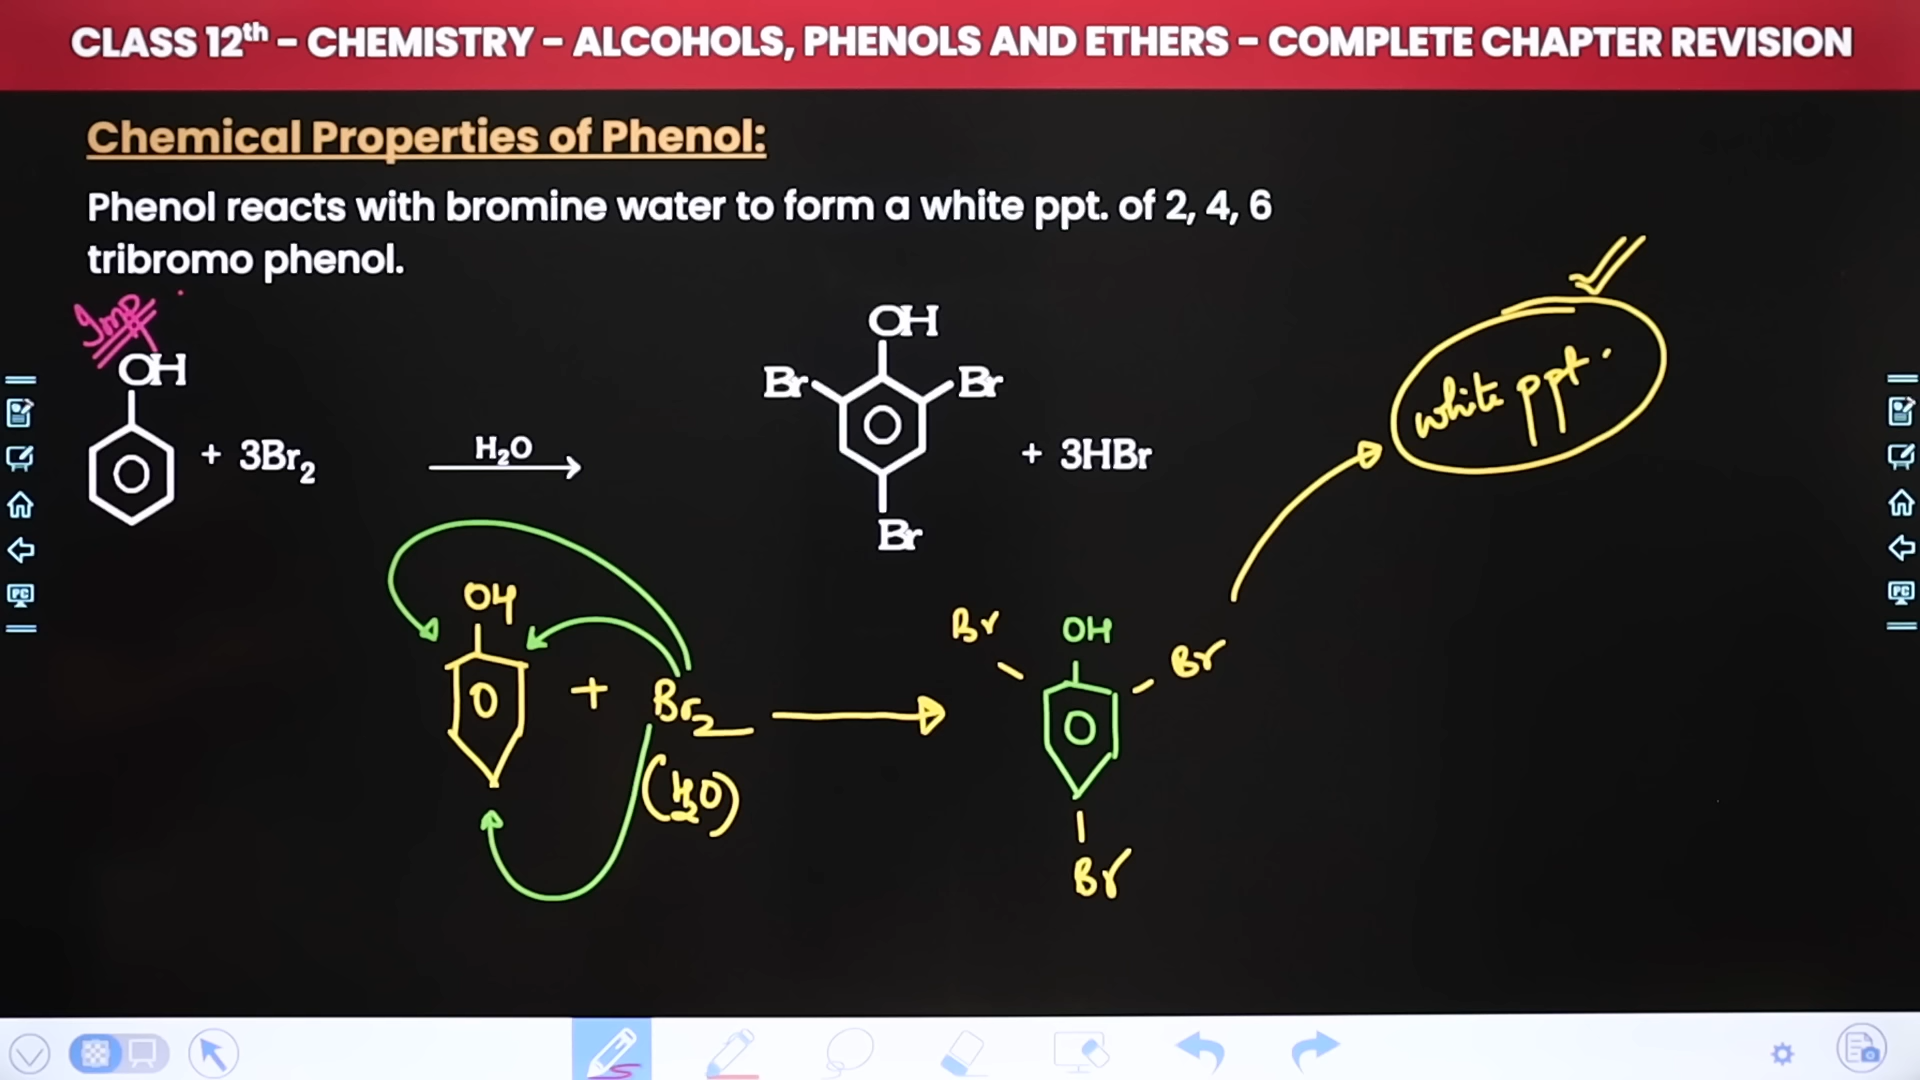 CLASS 12th - CHEMISTRY - ALCOHOLS, PHENOLS AND ETHERS - COMPLETE CHAPTER REVISION
Chemical Properties of Phenol:
Phenol reacts with bromine water to form a white ppt. of 2, 4, 6
tribromo phenol.
Imp
OH
+ 3Br2
H2O
OH
Br
Br
Br
+ 3HBr
white ppt.
OH
+ Br2
(H2O)
Br
OH
Br
Br
PC
PC